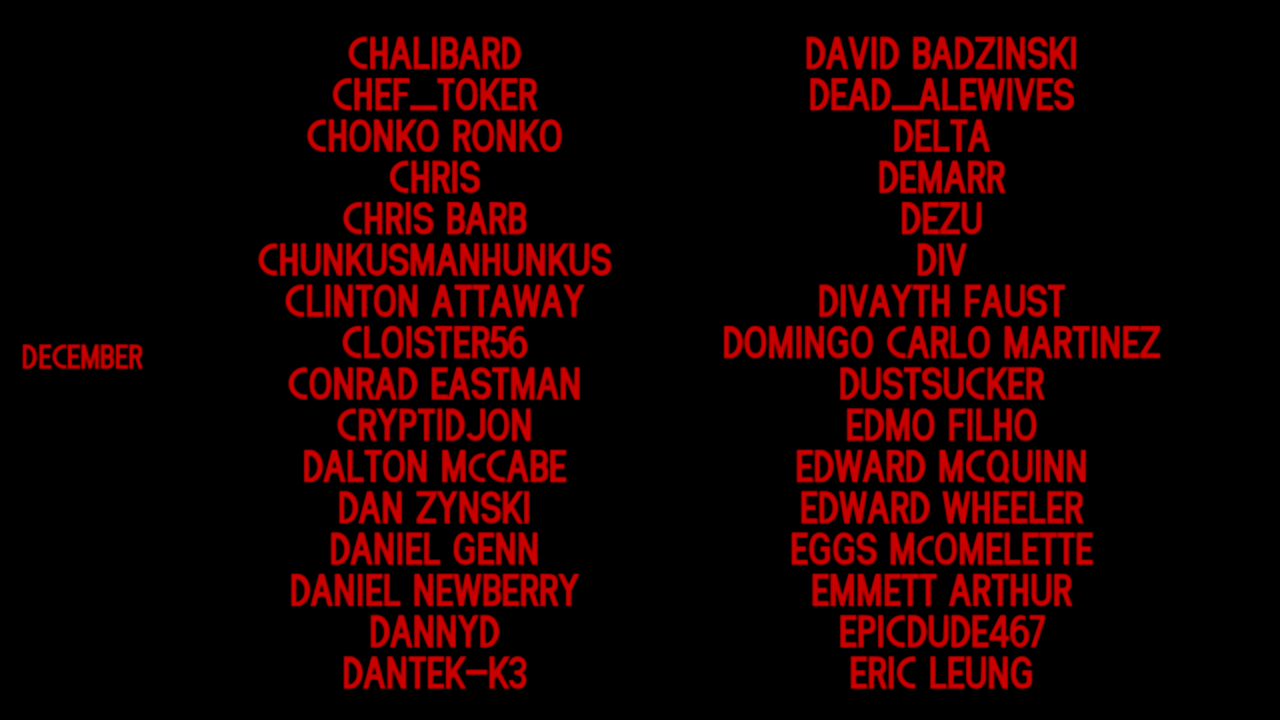 DECEMBER
CHALIBARD
CHEF_TOKER
CHONKO RONKO
CHRIS
CHRIS BARB
CHUNKUSMANHUNKUS
CLINTON ATTAWAY
CLOISTER56
CONRAD EASTMAN
CRYPTIDJON
DALTON McCABE
DAN ZYNSKI
DANIEL GENN
DANIEL NEWBERRY
DANNYD
DANTEK-K3
DAVID BADZINSKI
DEAD_ALEWIVES
DELTA
DEMARR
DEZU
DIV
DIVAYTH FAUST
DOMINGO CARLO MARTINEZ
DUSTSUCKER
EDMO FILHO
EDWARD MCQUINN
EDWARD WHEELER
EGGS McOMELETTE
EMMETT ARTHUR
EPICDUDE467
ERIC LEUNG